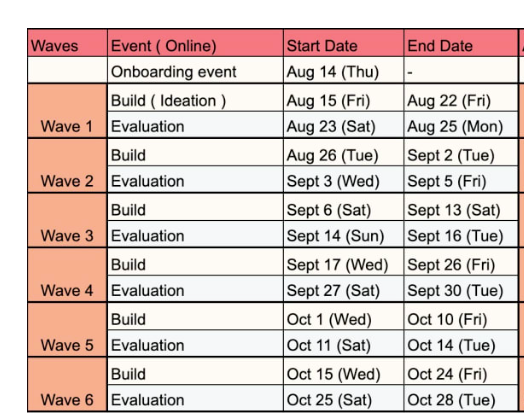 Waves Event ( Online) Start Date End Date
Onboarding event Aug 14 (Thu) -
Build ( Ideation ) Aug 15 (Fri) Aug 22 (Fri)
Wave 1 Evaluation Aug 23 (Sat) Aug 25 (Mon)
Build Aug 26 (Tue) Sept 2 (Tue)
Wave 2 Evaluation Sept 3 (Wed) Sept 5 (Fri)
Build Sept 6 (Sat) Sept 13 (Sat)
Wave 3 Evaluation Sept 14 (Sun) Sept 16 (Tue)
Build Sept 17 (Wed) Sept 26 (Fri)
Wave 4 Evaluation Sept 27 (Sat) Sept 30 (Tue)
Build Oct 1 (Wed) Oct 10 (Fri)
Wave 5 Evaluation Oct 11 (Sat) Oct 14 (Tue)
Build Oct 15 (Wed) Oct 24 (Fri)
Wave 6 Evaluation Oct 25 (Sat) Oct 28 (Tue)